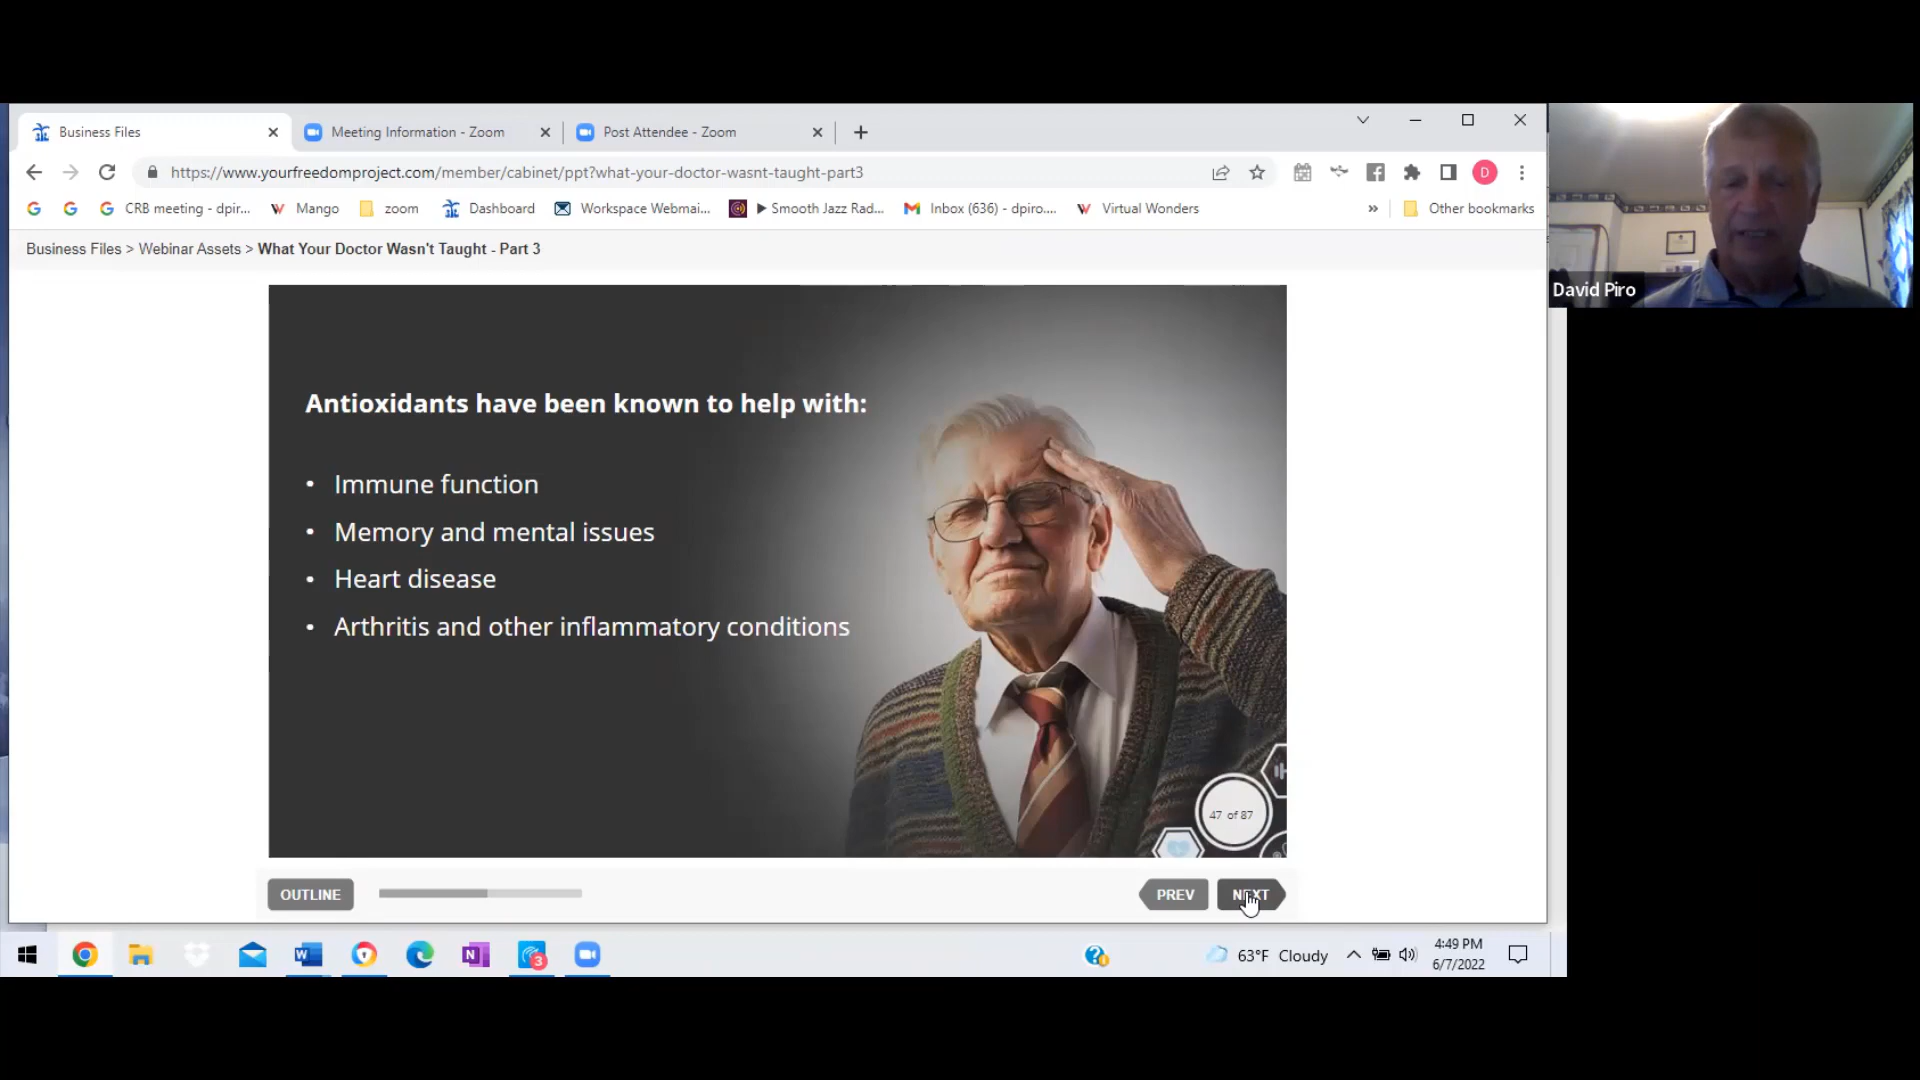 Business Files
Meeting Information - Zoom
Post Attendee - Zoom
https://www.yourfreedomproject.com/member/cabinet/ppt?what-your-doctor-wasnt-taught-part3
D
CRB meeting - dpir...
Mango
zoom
Dashboard
Workspace Webmai...
Smooth Jazz Rad...
Inbox (636) - dpiro....
Virtual Wonders
»
Other bookmarks
Business Files > Webinar Assets > What Your Doctor Wasn't Taught - Part 3
David Piro
Antioxidants have been known to help with:
• Immune function
• Memory and mental issues
• Heart disease
• Arthritis and other inflammatory conditions
47 of 87
OUTLINE
PREV
NEXT
3
63°F Cloudy
4:49 PM
6/7/2022